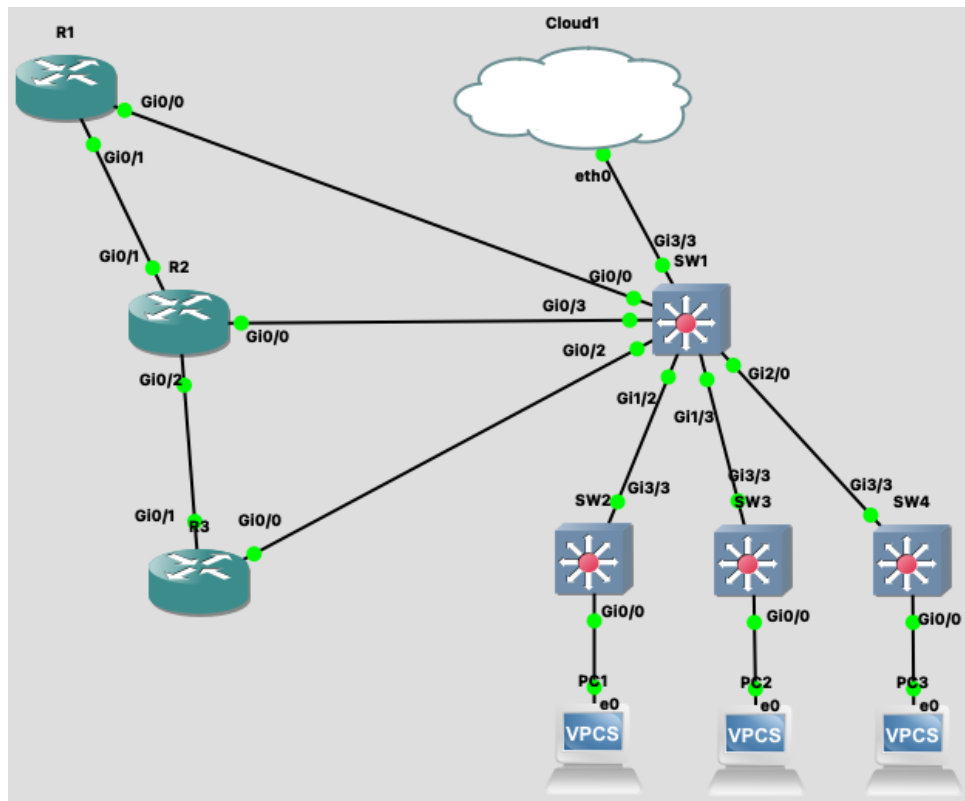 R1
Cloud1
Gi0/0
Gi0/1
eth0
Gi3/3
SW1
Gi0/1
R2
Gi0/0
Gi0/3
Gi0/0
Gi0/2
Gi0/2
Gi2/0
Gi1/2
Gi1/3
Gi3/3
Gi3/3
Gi3/3
SW2
SW3
SW4
Gi0/1
R3
Gi0/0
Gi0/0
Gi0/0
Gi0/0
PC1
PC2
PC3
e0
e0
e0
VPCS
VPCS
VPCS